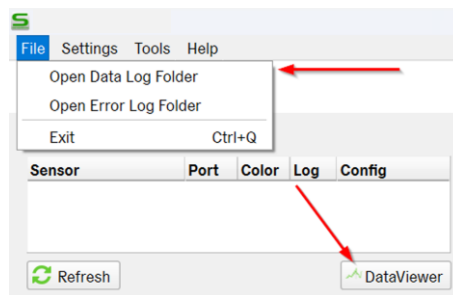 S
File Settings Tools Help
Open Data Log Folder
Open Error Log Folder
Exit Ctrl+Q
Sensor Port Color Log Config
Refresh DataViewer